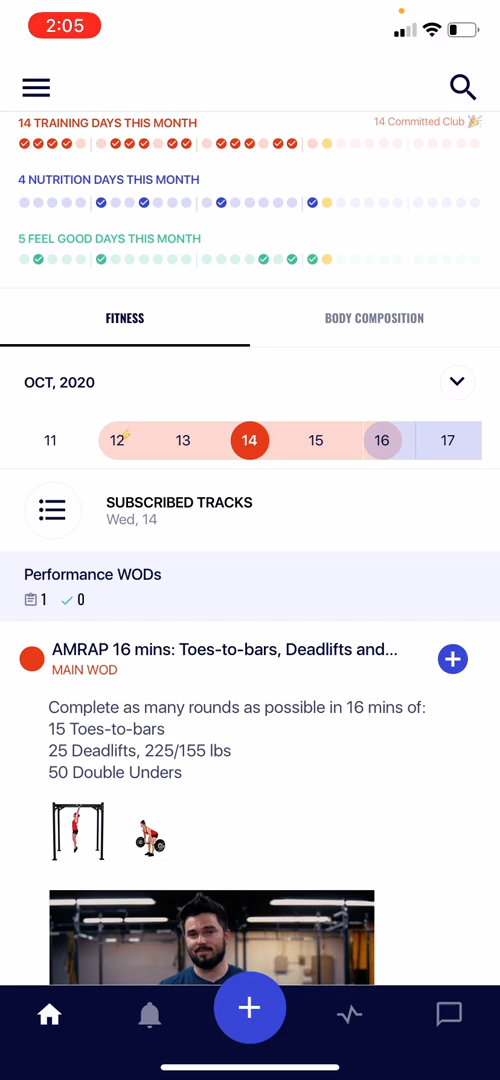 2:05
14 TRAINING DAYS THIS MONTH
14 Committed Club 🎉
4 NUTRITION DAYS THIS MONTH
5 FEEL GOOD DAYS THIS MONTH
FITNESS
BODY COMPOSITION
OCT, 2020
11 12⚡ 13 14 15 16 17
SUBSCRIBED TRACKS
Wed, 14
Performance WODs
1 0
AMRAP 16 mins: Toes-to-bars, Deadlifts and...
MAIN WOD
Complete as many rounds as possible in 16 mins of:
15 Toes-to-bars
25 Deadlifts, 225/155 lbs
50 Double Unders